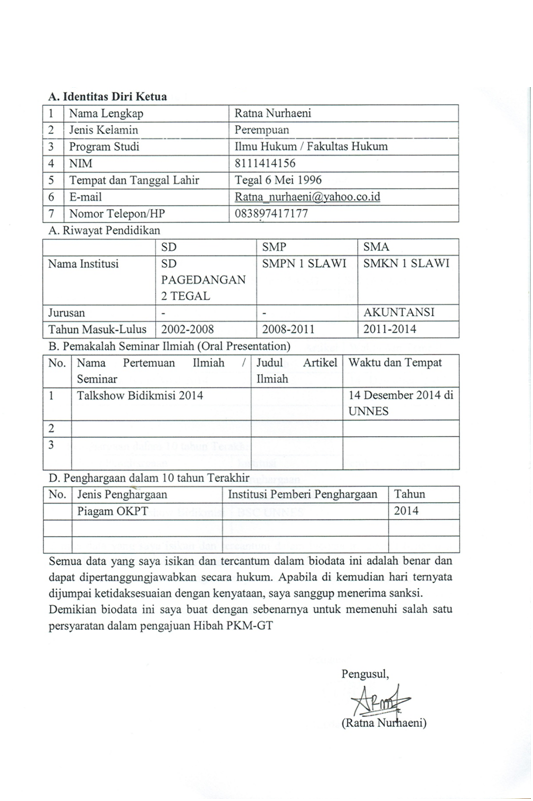 A. Identitas Diri Ketua
1 Nama Lengkap Ratna Nurhaeni
2 Jenis Kelamin Perempuan
3 Program Studi Ilmu Hukum / Fakultas Hukum
4 NIM 8111414156
5 Tempat dan Tanggal Lahir Tegal 6 Mei 1996
6 E-mail Ratna_nurhaeni@yahoo.co.id
7 Nomor Telepon/HP 083897417177
A. Riwayat Pendidikan
SD SMP SMA
Nama Institusi SD SMPN 1 SLAWI SMKN 1 SLAWI
PAGEDANGAN
2 TEGAL
Jurusan - - AKUNTANSI
Tahun Masuk-Lulus 2002-2008 2008-2011 2011-2014
B. Pemakalah Seminar Ilmiah (Oral Presentation)
No. Nama Pertemuan Ilmiah / Judul Artikel Waktu dan Tempat
Seminar Ilmiah
1 Talkshow Bidikmisi 2014 14 Desember 2014 di
UNNES
2
3
D. Penghargaan dalam 10 tahun Terakhir
No. Jenis Penghargaan Institusi Pemberi Penghargaan Tahun
Piagam OKPT 2014
Semua data yang saya isikan dan tercantum dalam biodata ini adalah benar dan
dapat dipertanggungjawabkan secara hukum. Apabila di kemudian hari ternyata
dijumpai ketidaksesuaian dengan kenyataan, saya sanggup menerima sanksi.
Demikian biodata ini saya buat dengan sebenarnya untuk memenuhi salah satu
persyaratan dalam pengajuan Hibah PKM-GT
Pengusul,
(Ratna Nurhaeni)